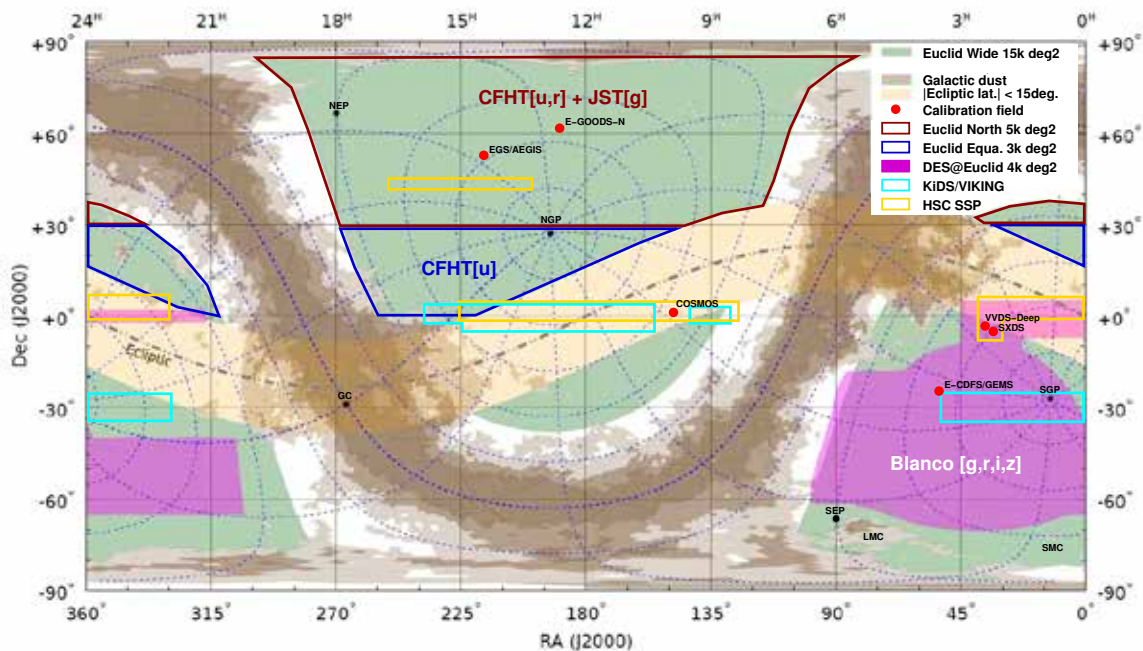 24ᴴ 21ᴴ 18ᴴ 15ᴴ 12ᴴ 9ᴴ 6ᴴ 3ᴴ 0ᴴ
+90° +90°
Euclid Wide 15k deg2
Galactic dust
|Ecliptic lat.| < 15deg.
Calibration field
Euclid North 5k deg2
Euclid Equa. 3k deg2
DES@Euclid 4k deg2
KiDS/VIKING
HSC SSP
CFHT[u,r] + JST[g]
NEP
E-GOODS-N
+60° +60°
EGS/AEGIS
NGP
+30° +30°
CFHT[u]
COSMOS
+0° +0°
VVDS-Deep
SXDS
Ecliptic
E-CDFS/GEMS
SGP
GC
-30° -30°
Blanco [g,r,i,z]
-60° -60°
SEP
LMC
SMC
-90° -90°
360 315 270 225 180 135 90 45 0
RA (J2000)
Dec (J2000)